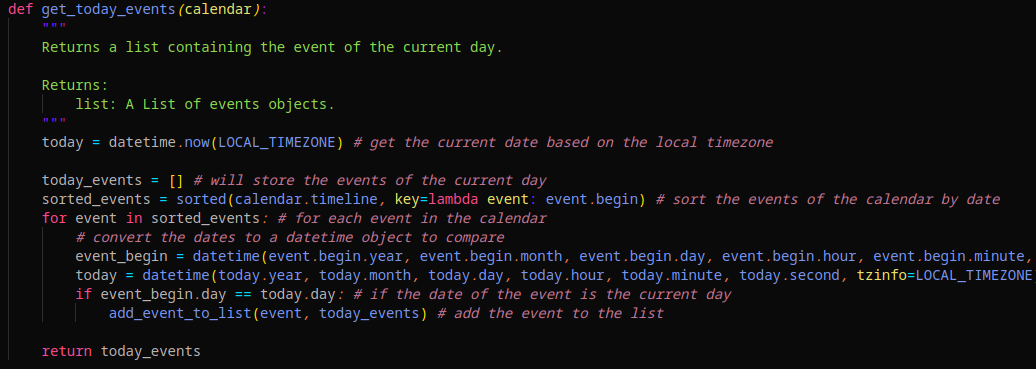 def get_today_events(calendar):
    """
    Returns a list containing the event of the current day.

    Returns:
        list: A List of events objects.
    """
    today = datetime.now(LOCAL_TIMEZONE) # get the current date based on the local timezone

    today_events = [] # will store the events of the current day
    sorted_events = sorted(calendar.timeline, key=lambda event: event.begin) # sort the events of the calendar by date
    for event in sorted_events: # for each event in the calendar
        # convert the dates to a datetime object to compare
        event_begin = datetime(event.begin.year, event.begin.month, event.begin.day, event.begin.hour, event.begin.minute,
        today = datetime(today.year, today.month, today.day, today.hour, today.minute, today.second, tzinfo=LOCAL_TIMEZONE
        if event_begin.day == today.day: # if the date of the event is the current day
            add_event_to_list(event, today_events) # add the event to the list

    return today_events